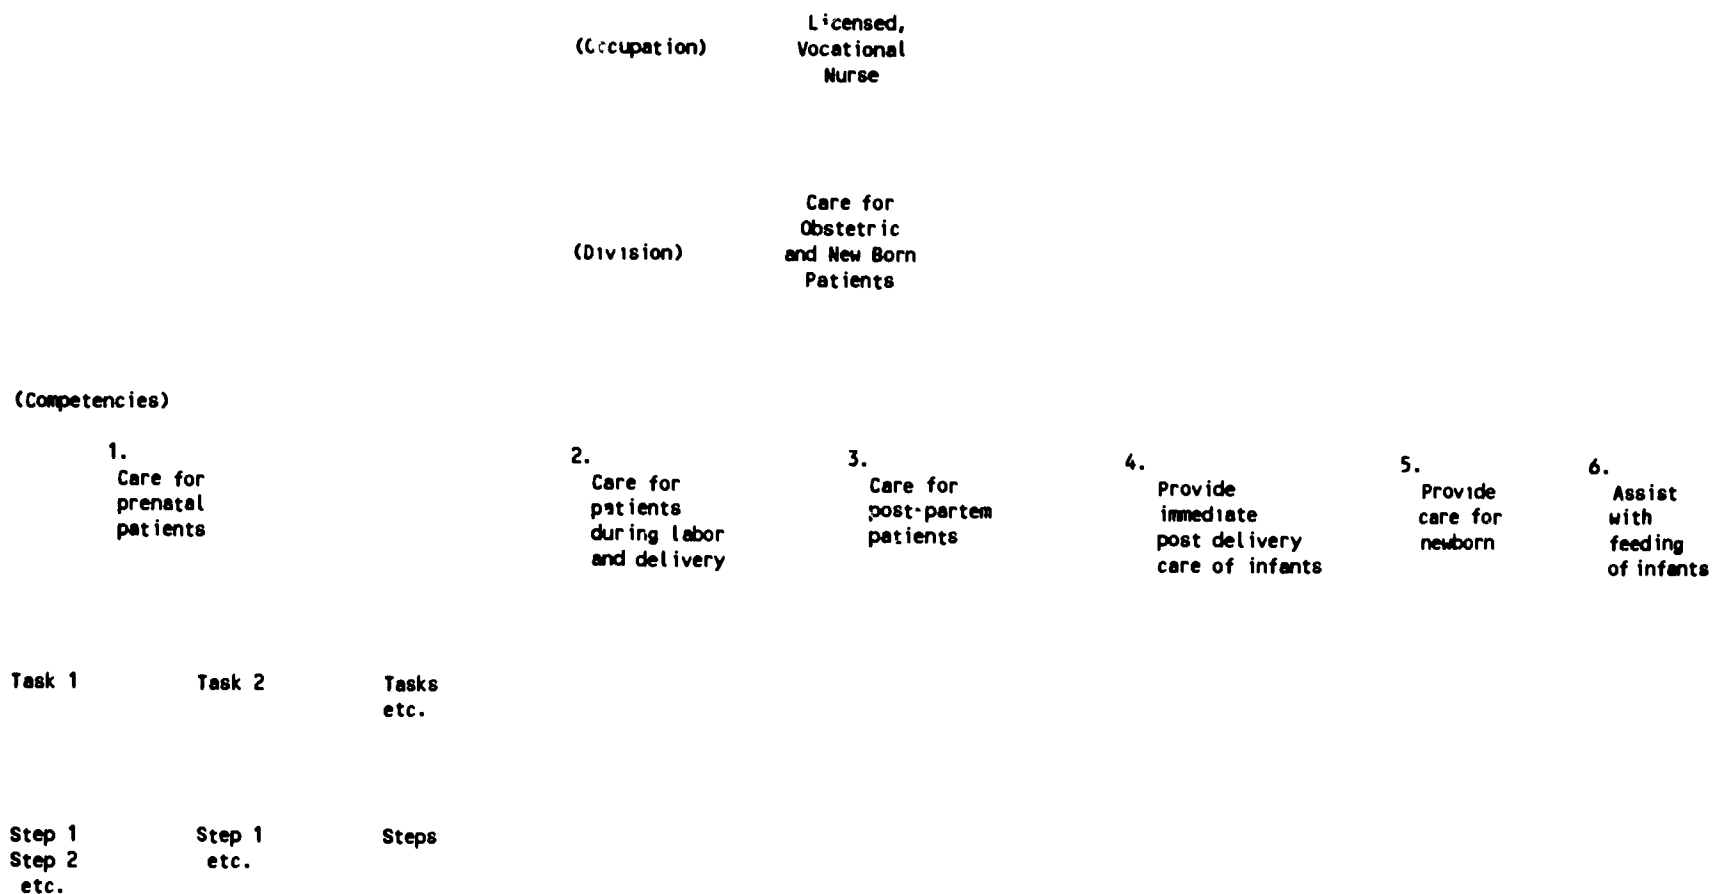 (Occupation)
Licensed,
Vocational
Nurse
(Division)
Care for
Obstetric
and New Born
Patients
(Competencies)
1.
Care for
prenatal
patients
2.
Care for
patients
during labor
and delivery
3.
Care for
post-partem
patients
4.
Provide
immediate
post delivery
care of infants
5.
Provide
care for
newborn
6.
Assist
with
feeding
of infants
Task 1
Task 2
Tasks
etc.
Step 1
Step 2
etc.
Step 1
etc.
Steps